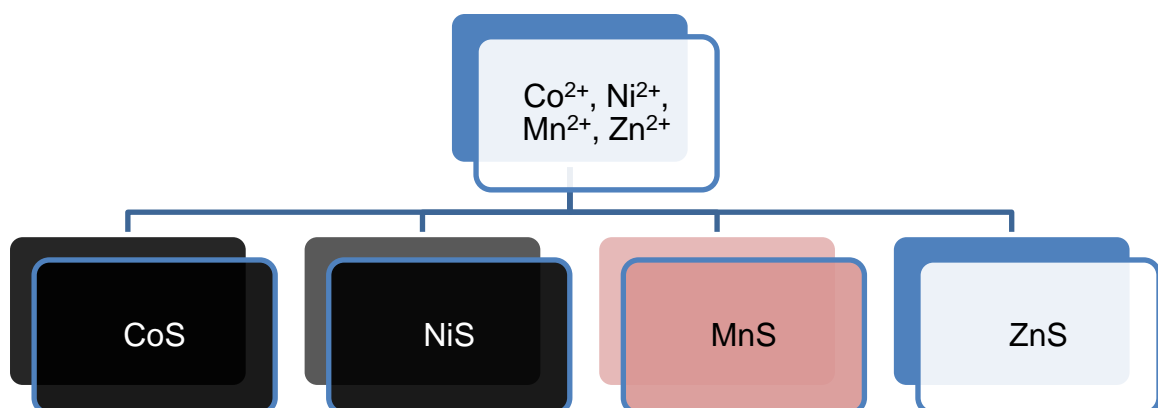 Co²⁺, Ni²⁺,
Mn²⁺, Zn²⁺
CoS
NiS
MnS
ZnS